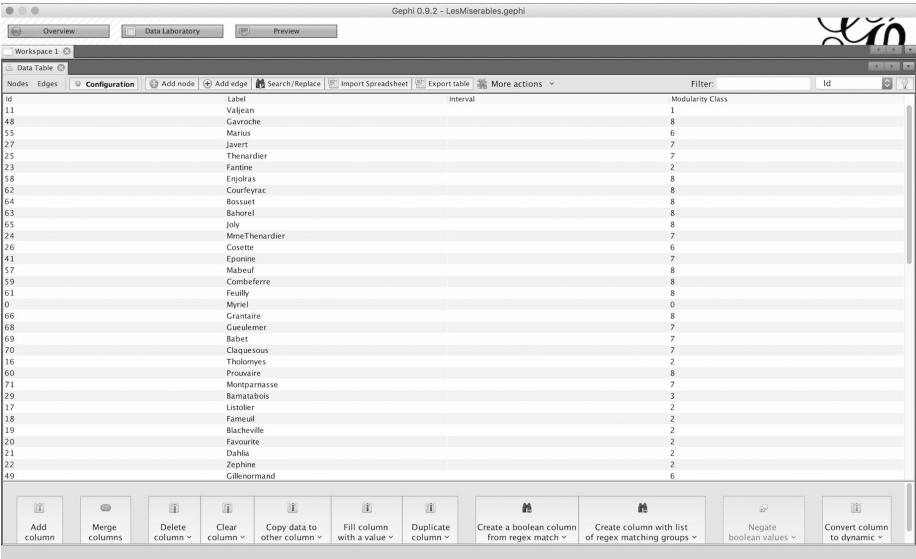 Gephi 0.9.2 - LesMiserables.gephi
Overview Data Laboratory Preview
Workspace 1
Data Table
Nodes Edges Configuration Add node Add edge Search/Replace Import Spreadsheet Export table More actions Filter: Id
Id Label Interval Modularity Class
11 Valjean 1
48 Gavroche 8
55 Marius 6
27 Javert 7
25 Thenardier 7
23 Fantine 2
58 Enjolras 8
62 Courfeyrac 8
64 Bossuet 8
63 Bahorel 8
65 Joly 8
24 MmeThenardier 7
26 Cosette 6
41 Eponine 7
57 Mabeuf 8
59 Combeferre 8
61 Feuilly 8
0 Myriel 0
66 Grantaire 8
68 Gueulemer 7
69 Babet 7
70 Claquesous 7
16 Tholomyes 2
60 Prouvaire 8
71 Montparnasse 7
29 Bamatabois 3
17 Listolier 2
18 Fameuil 2
19 Blacheville 2
20 Favourite 2
21 Dahlia 2
22 Zephine 2
49 Gillenormand 6
Add column
Merge columns
Delete column
Clear column
Copy data to other column
Fill column with a value
Duplicate column
Create a boolean column from regex match
Create column with list of regex matching groups
Negate boolean values
Convert column to dynamic